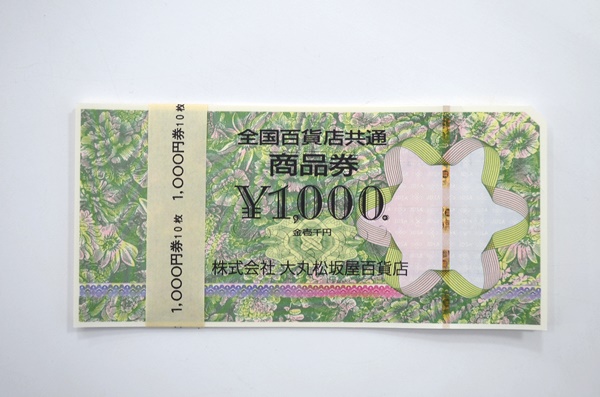 全国百貨店共通
商品券
¥1,000
金壱千円
株式会社 大丸松坂屋百貨店
1,000円券10枚
1,000円券10枚